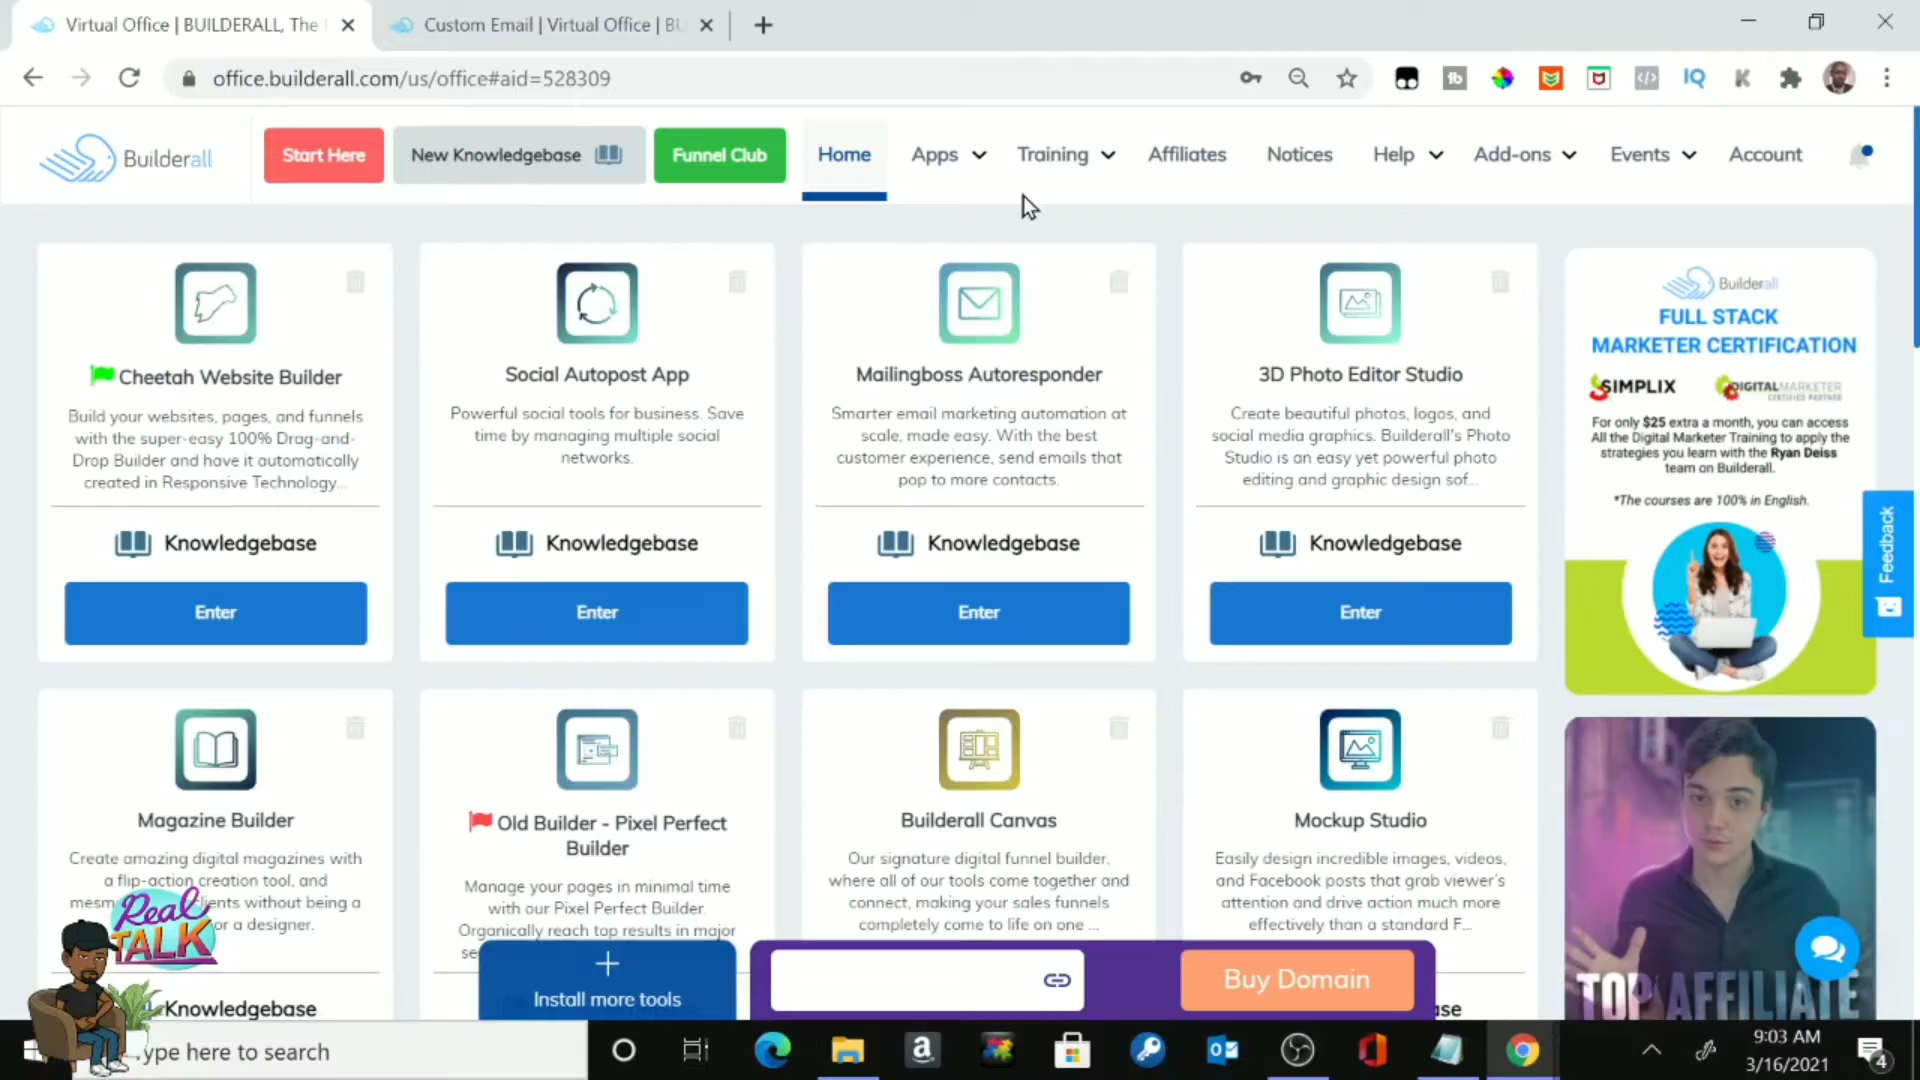 Virtual Office | BUILDERALL, The
Custom Email | Virtual Office | BU
office.builderall.com/us/office#aid=528309
Builderall
Start Here
New Knowledgebase
Funnel Club
Home
Apps
Training
Affiliates
Notices
Help
Add-ons
Events
Account
Cheetah Website Builder
Build your websites, pages, and funnels
with the super-easy 100% Drag-and-
Drop Builder and have it automatically
created in Responsive Technology...
Knowledgebase
Enter
Social Autopost App
Powerful social tools for business. Save
time by managing multiple social
networks.
Knowledgebase
Enter
Mailingboss Autoresponder
Smarter email marketing automation at
scale, made easy. With the best
customer experience, send emails that
pop to more contacts.
Knowledgebase
Enter
3D Photo Editor Studio
Create beautiful photos, logos, and
social media graphics. Builderall's Photo
Studio is an easy yet powerful photo
editing and graphic design sof...
Knowledgebase
Enter
Builderall
FULL STACK
MARKETER CERTIFICATION
SIMPLIX
DIGITALMARKETER
CERTIFIED PARTNER
For only $25 extra a month, you can access
All the Digital Marketer Training to apply the
strategies you learn with the Ryan Deiss
team on Builderall.
*The courses are 100% in English.
Feedback
Magazine Builder
Create amazing digital magazines with
a flip-action creation tool, and
or a designer.
without being a
Knowledgebase
Old Builder - Pixel Perfect
Builder
Manage your pages in minimal time
with our Pixel Perfect Builder.
Organically reach top results in major
Builderall Canvas
Our signature digital funnel builder,
where all of our tools come together and
connect, making your sales funnels
completely come to life on one ...
Mockup Studio
Easily design incredible images, videos,
and Facebook posts that grab viewer's
attention and drive action much more
effectively than a standard F...
TOP AFFILIATE
Real
TALK
Install more tools
Buy Domain
ype here to search
9:03 AM
3/16/2021
4